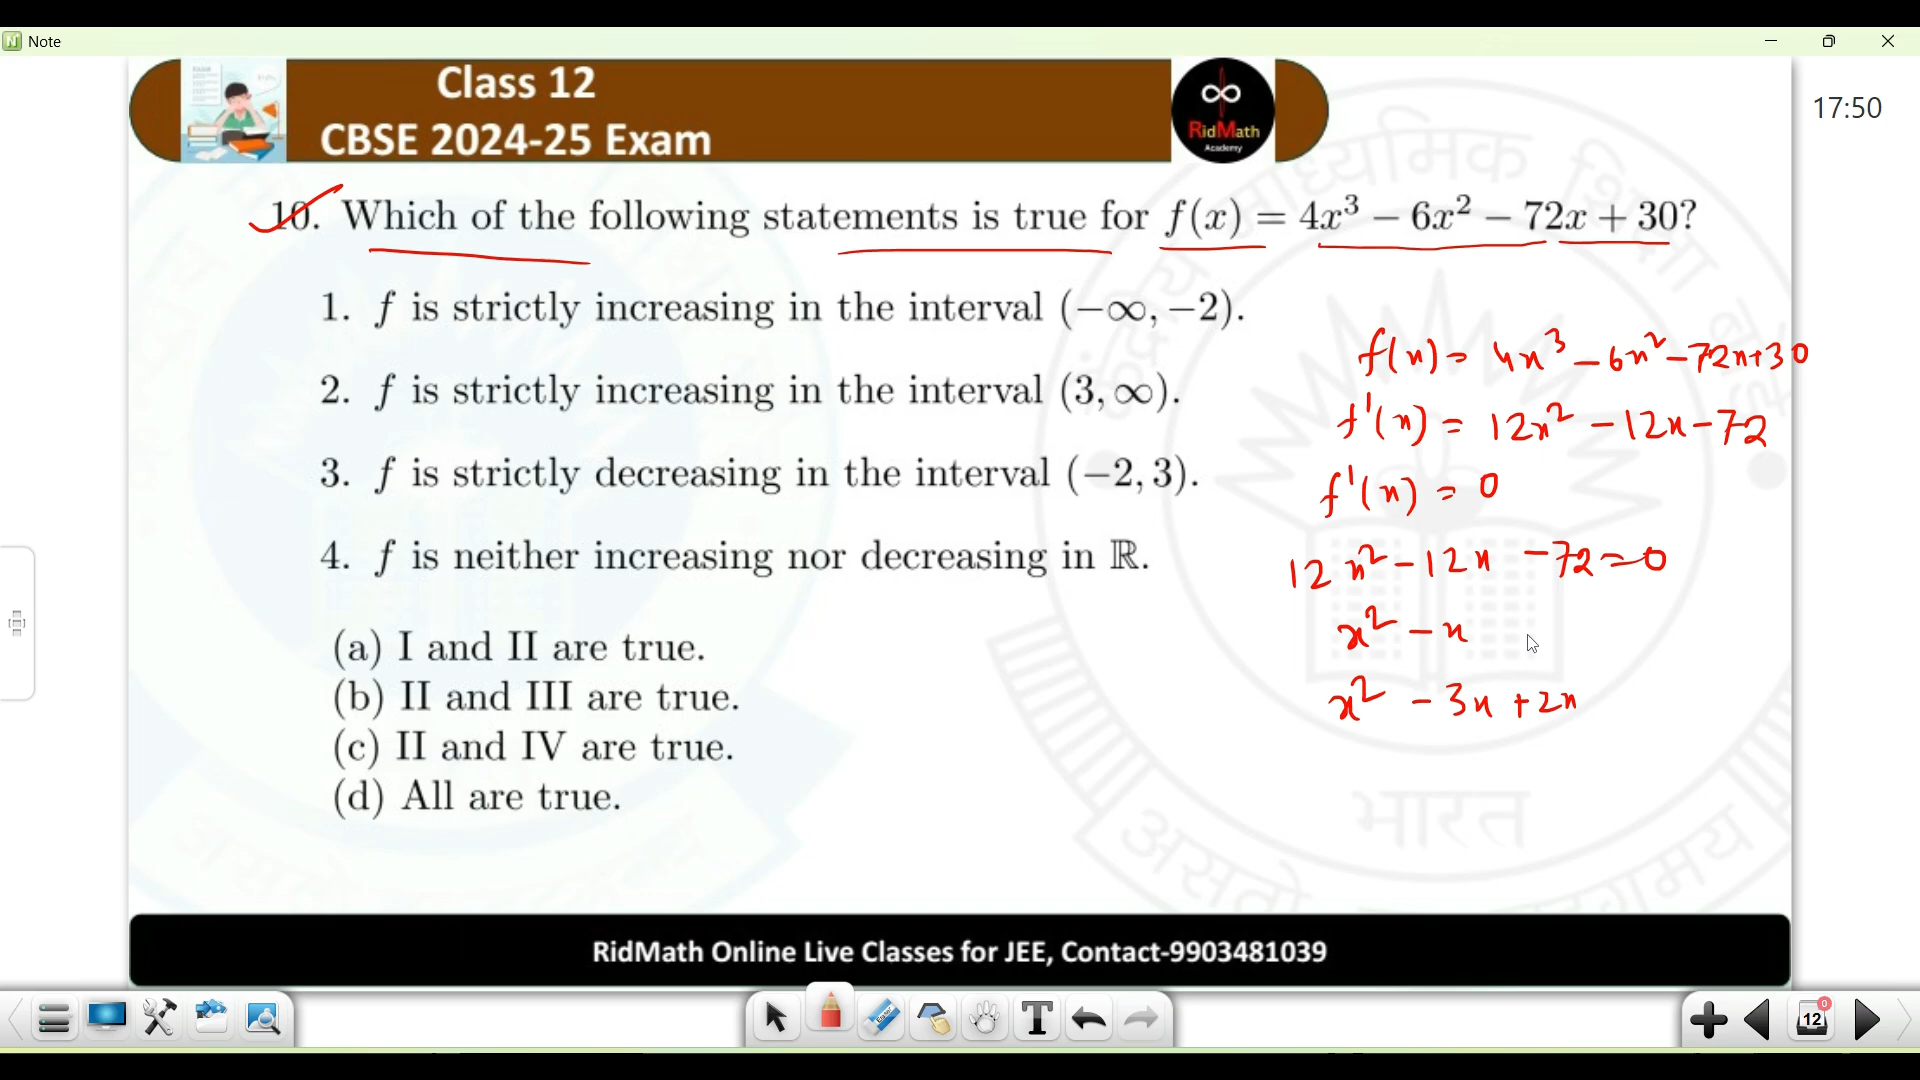 Note
Class 12
CBSE 2024-25 Exam
RidMath
Academy
17:50
10. Which of the following statements is true for f(x) = 4x³ − 6x² − 72x + 30?
1. f is strictly increasing in the interval (−∞, −2).
2. f is strictly increasing in the interval (3, ∞).
3. f is strictly decreasing in the interval (−2, 3).
4. f is neither increasing nor decreasing in ℝ.
(a) I and II are true.
(b) II and III are true.
(c) II and IV are true.
(d) All are true.
f(x) = 4x³ − 6x² − 72x + 30
f'(x) = 12x² − 12x − 72
f'(x) = 0
12x² − 12x − 72 = 0
x² − x
x² − 3x + 2x
भारत
असतो
RidMath Online Live Classes for JEE, Contact-9903481039
T
0
12